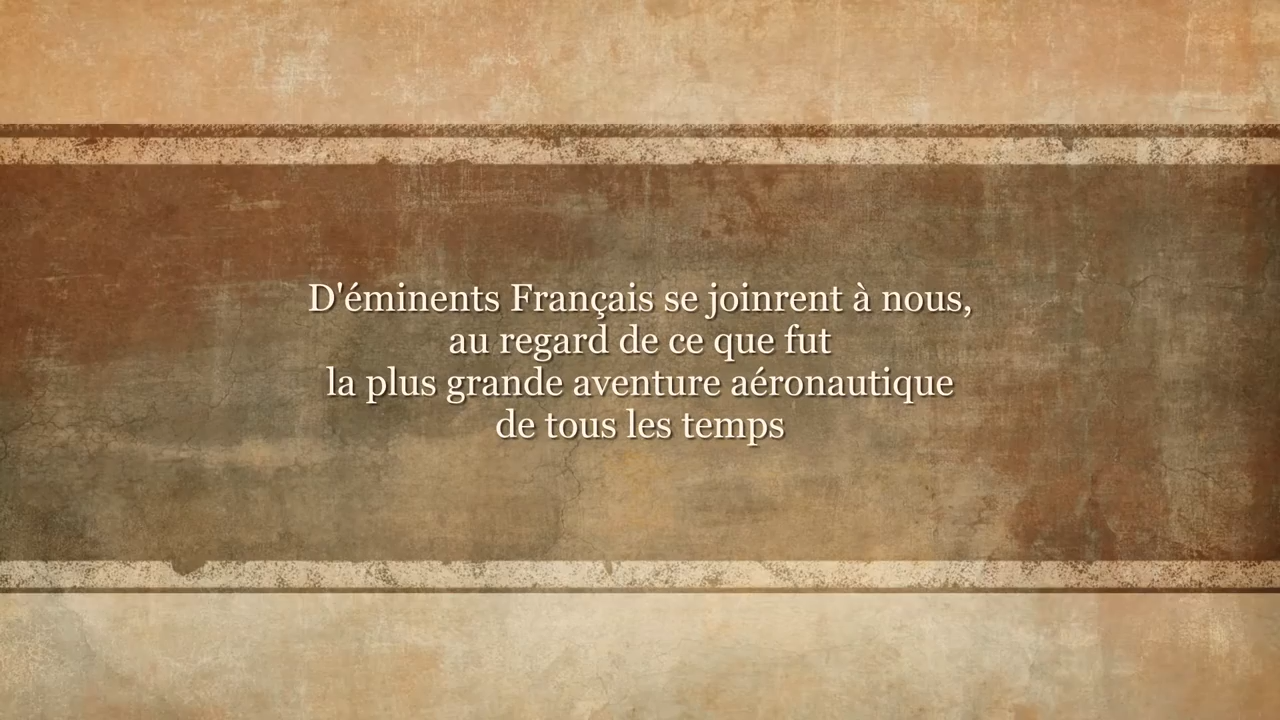 D'éminents Français se joinrent à nous,
au regard de ce que fut
la plus grande aventure aéronautique
de tous les temps